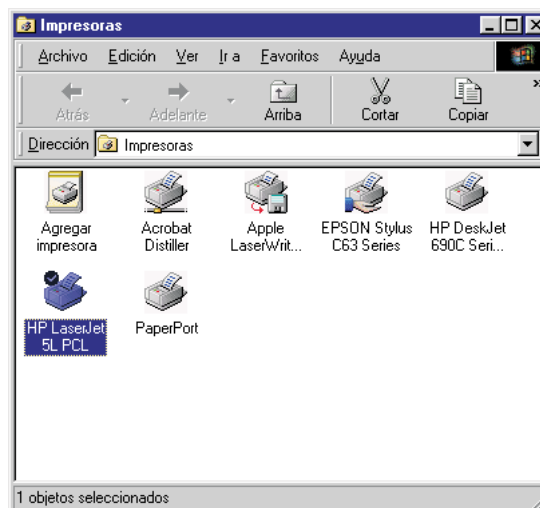 Impresoras
Archivo Edición Ver Ir a Favoritos Ayuda
Atrás Adelante Arriba Cortar Copiar »
Dirección Impresoras
Agregar impresora
Acrobat Distiller
Apple LaserWrit...
EPSON Stylus C63 Series
HP DeskJet 690C Seri...
HP LaserJet 5L PCL
PaperPort
1 objetos seleccionados